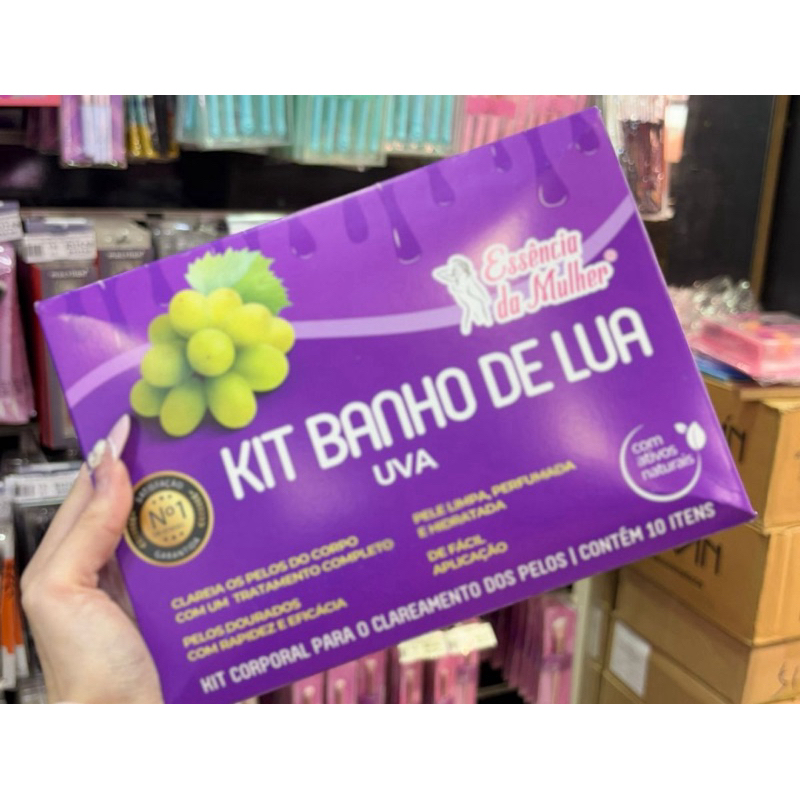 Essência
da Mulher®
KIT BANHO DE LUA
UVA
com
ativos
naturais
SATISFAÇÃO
Nº1
GARANTIDA
CLAREIA OS PELOS DO CORPO
COM UM TRATAMENTO COMPLETO
PELOS DOURADOS
COM RAPIDEZ E EFICÁCIA
PELE LIMPA, PERFUMADA
E HIDRATADA
DE FÁCIL
APLICAÇÃO
KIT CORPORAL PARA O CLAREAMENTO DOS PELOS | CONTÉM 10 ITENS